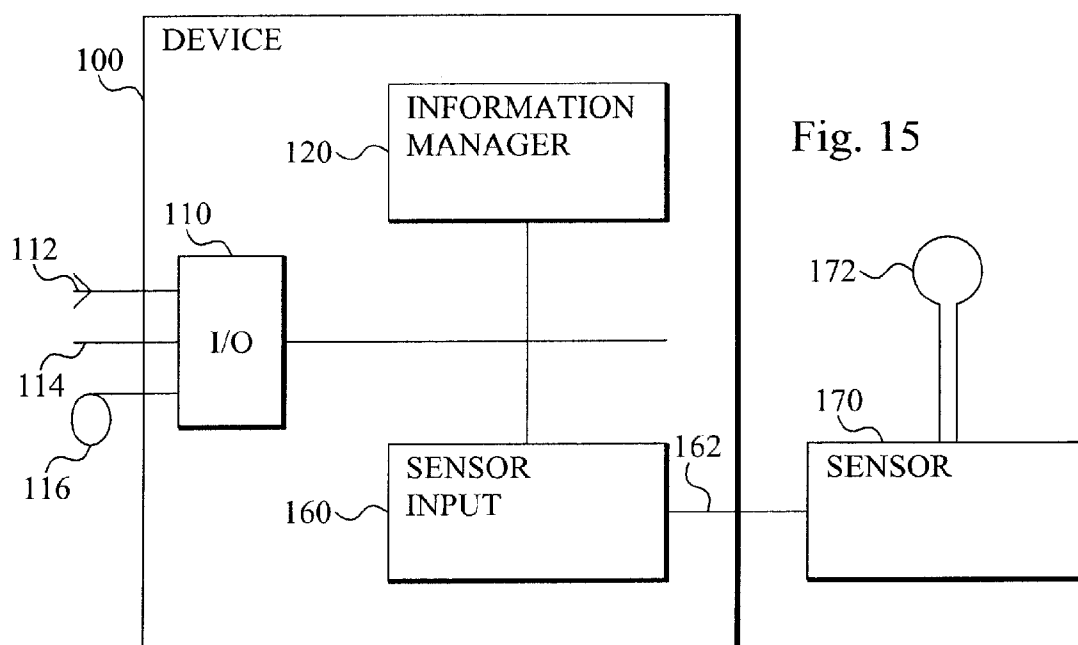 DEVICE
100
INFORMATION
MANAGER
120
Fig. 15
110
112
I/O
114
116
172
170
SENSOR
SENSOR
INPUT
162
160